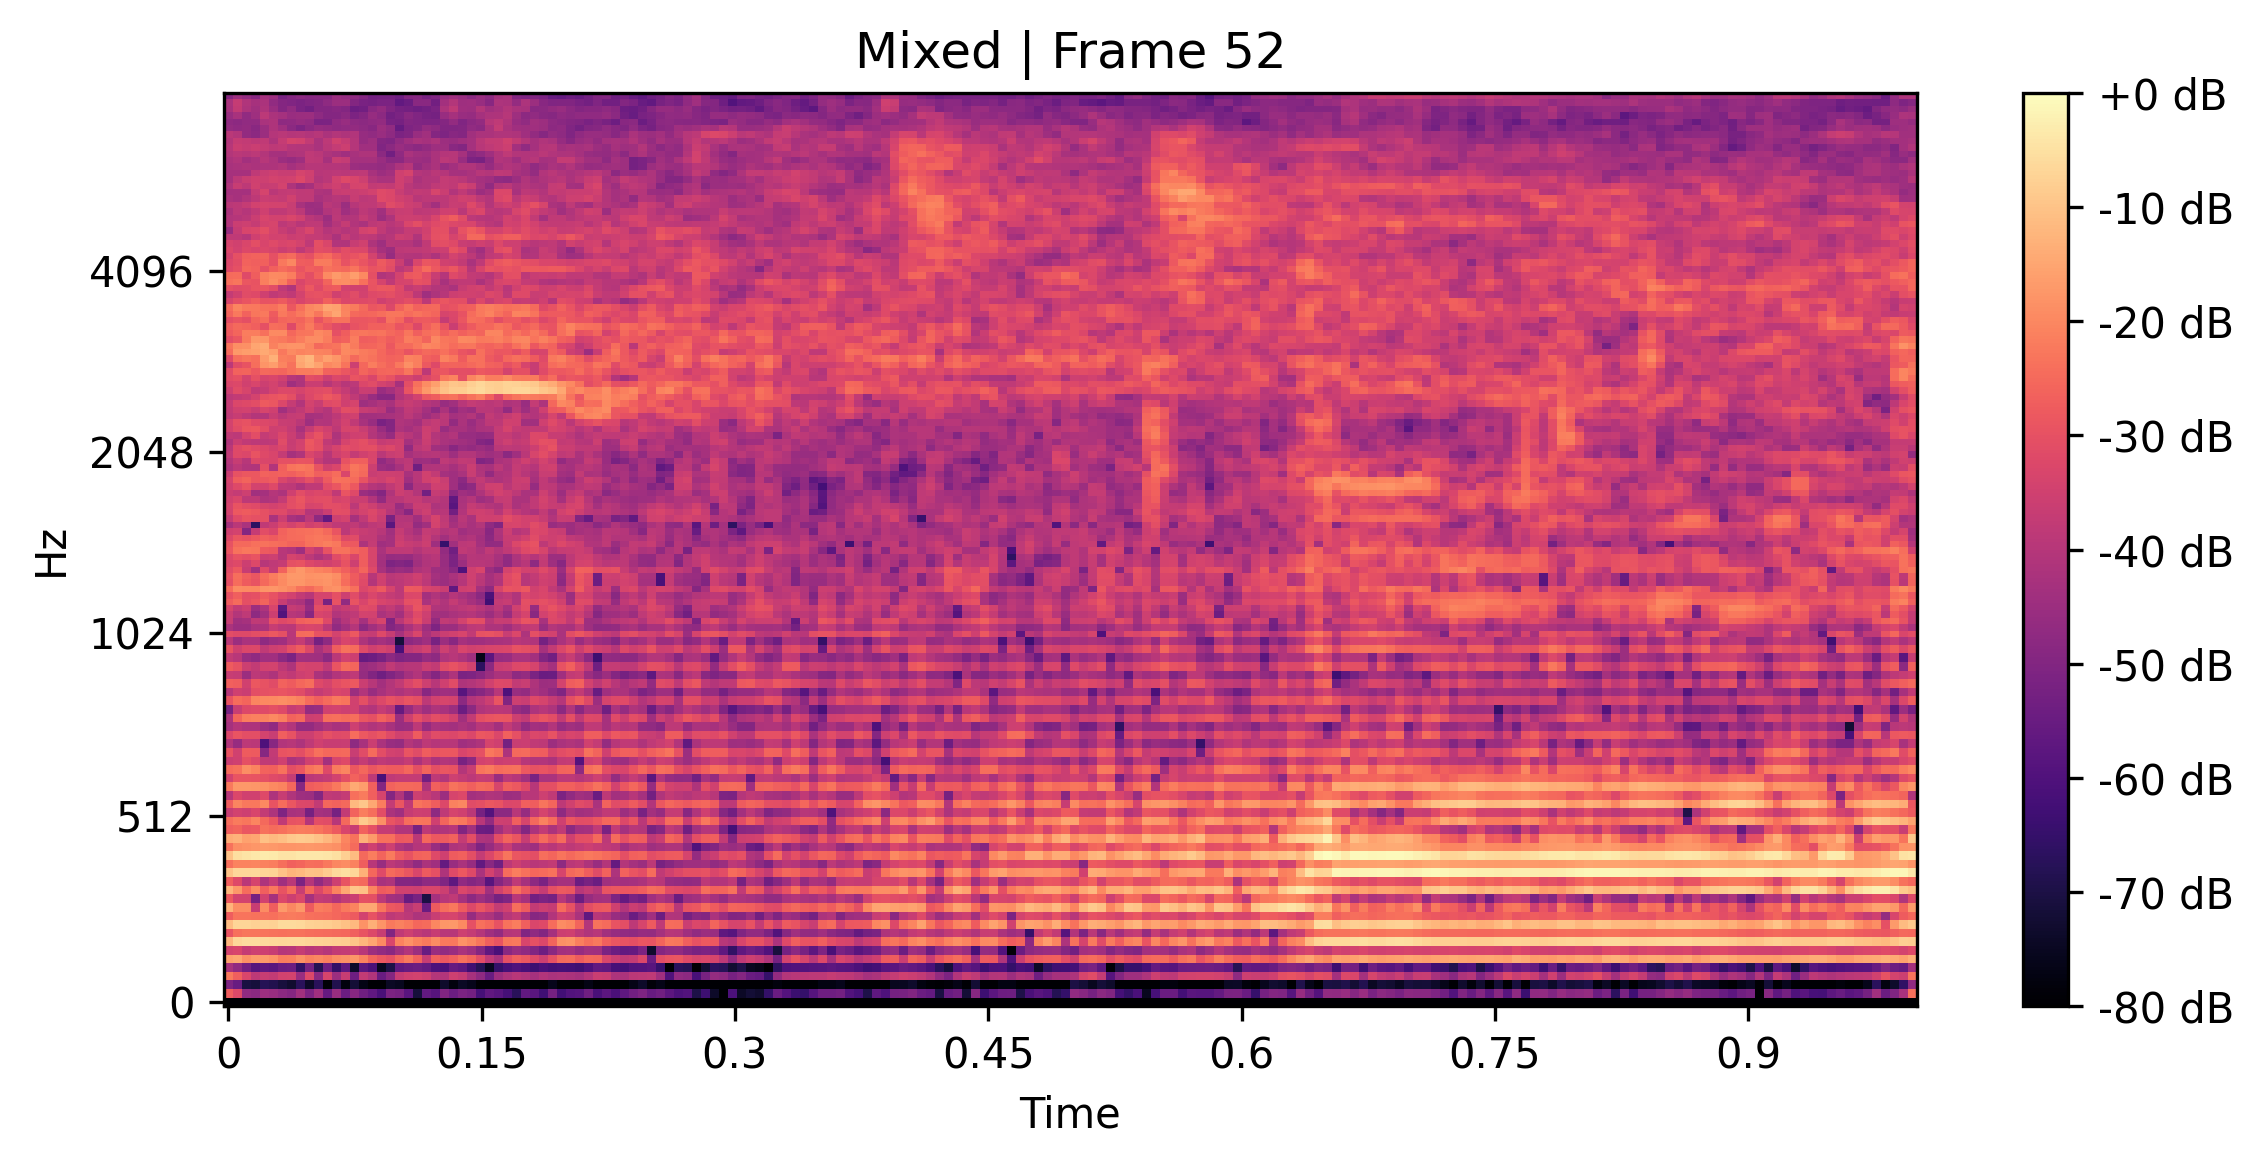 Mixed | Frame 52
+0 dB
-10 dB
-20 dB
-30 dB
-40 dB
-50 dB
-60 dB
-70 dB
-80 dB
Hz
4096
2048
1024
512
0
0 0.15 0.3 0.45 0.6 0.75 0.9
Time